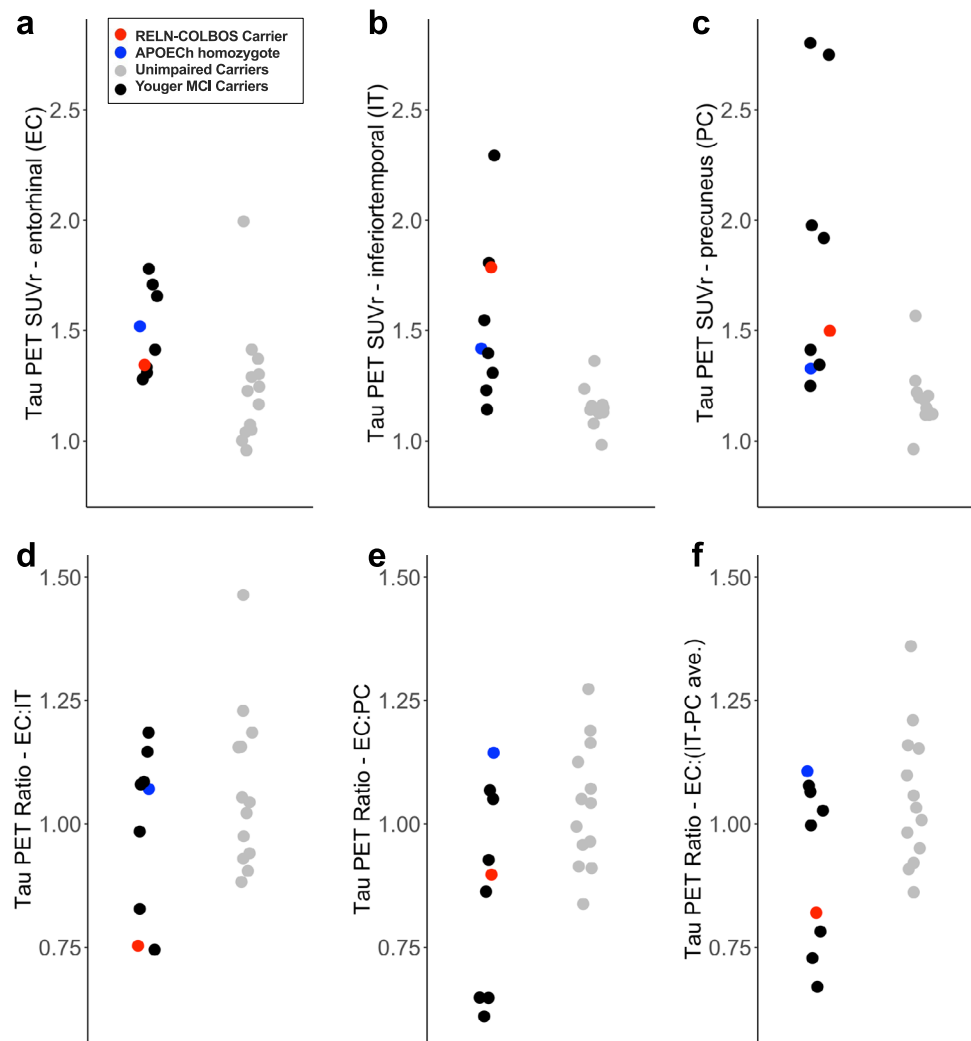 a
RELN-COLBOS Carrier
APOECh homozygote
Unimpaired Carriers
Youger MCI Carriers
Tau PET SUVr - entorhinal (EC)
2.5
2.0
1.5
1.0
b
Tau PET SUVr - inferiortemporal (IT)
2.5
2.0
1.5
1.0
c
Tau PET SUVr - precuneus (PC)
2.5
2.0
1.5
1.0
d
Tau PET Ratio - EC:IT
1.50
1.25
1.00
0.75
e
Tau PET Ratio - EC:PC
1.50
1.25
1.00
0.75
f
Tau PET Ratio - EC:(IT-PC ave.)
1.50
1.25
1.00
0.75